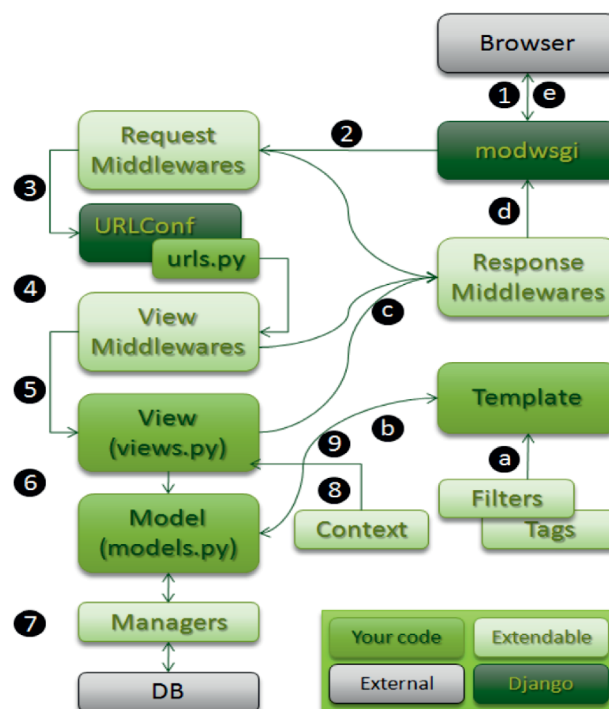 Browser
1
e
Request
Middlewares
2
modwsgi
3
URLConf
urls.py
d
Response
Middlewares
4
View
Middlewares
c
5
View
(views.py)
9
b
Template
6
8
a
Filters
Tags
Model
(models.py)
Context
7
Managers
DB
Your code
Extendable
External
Django